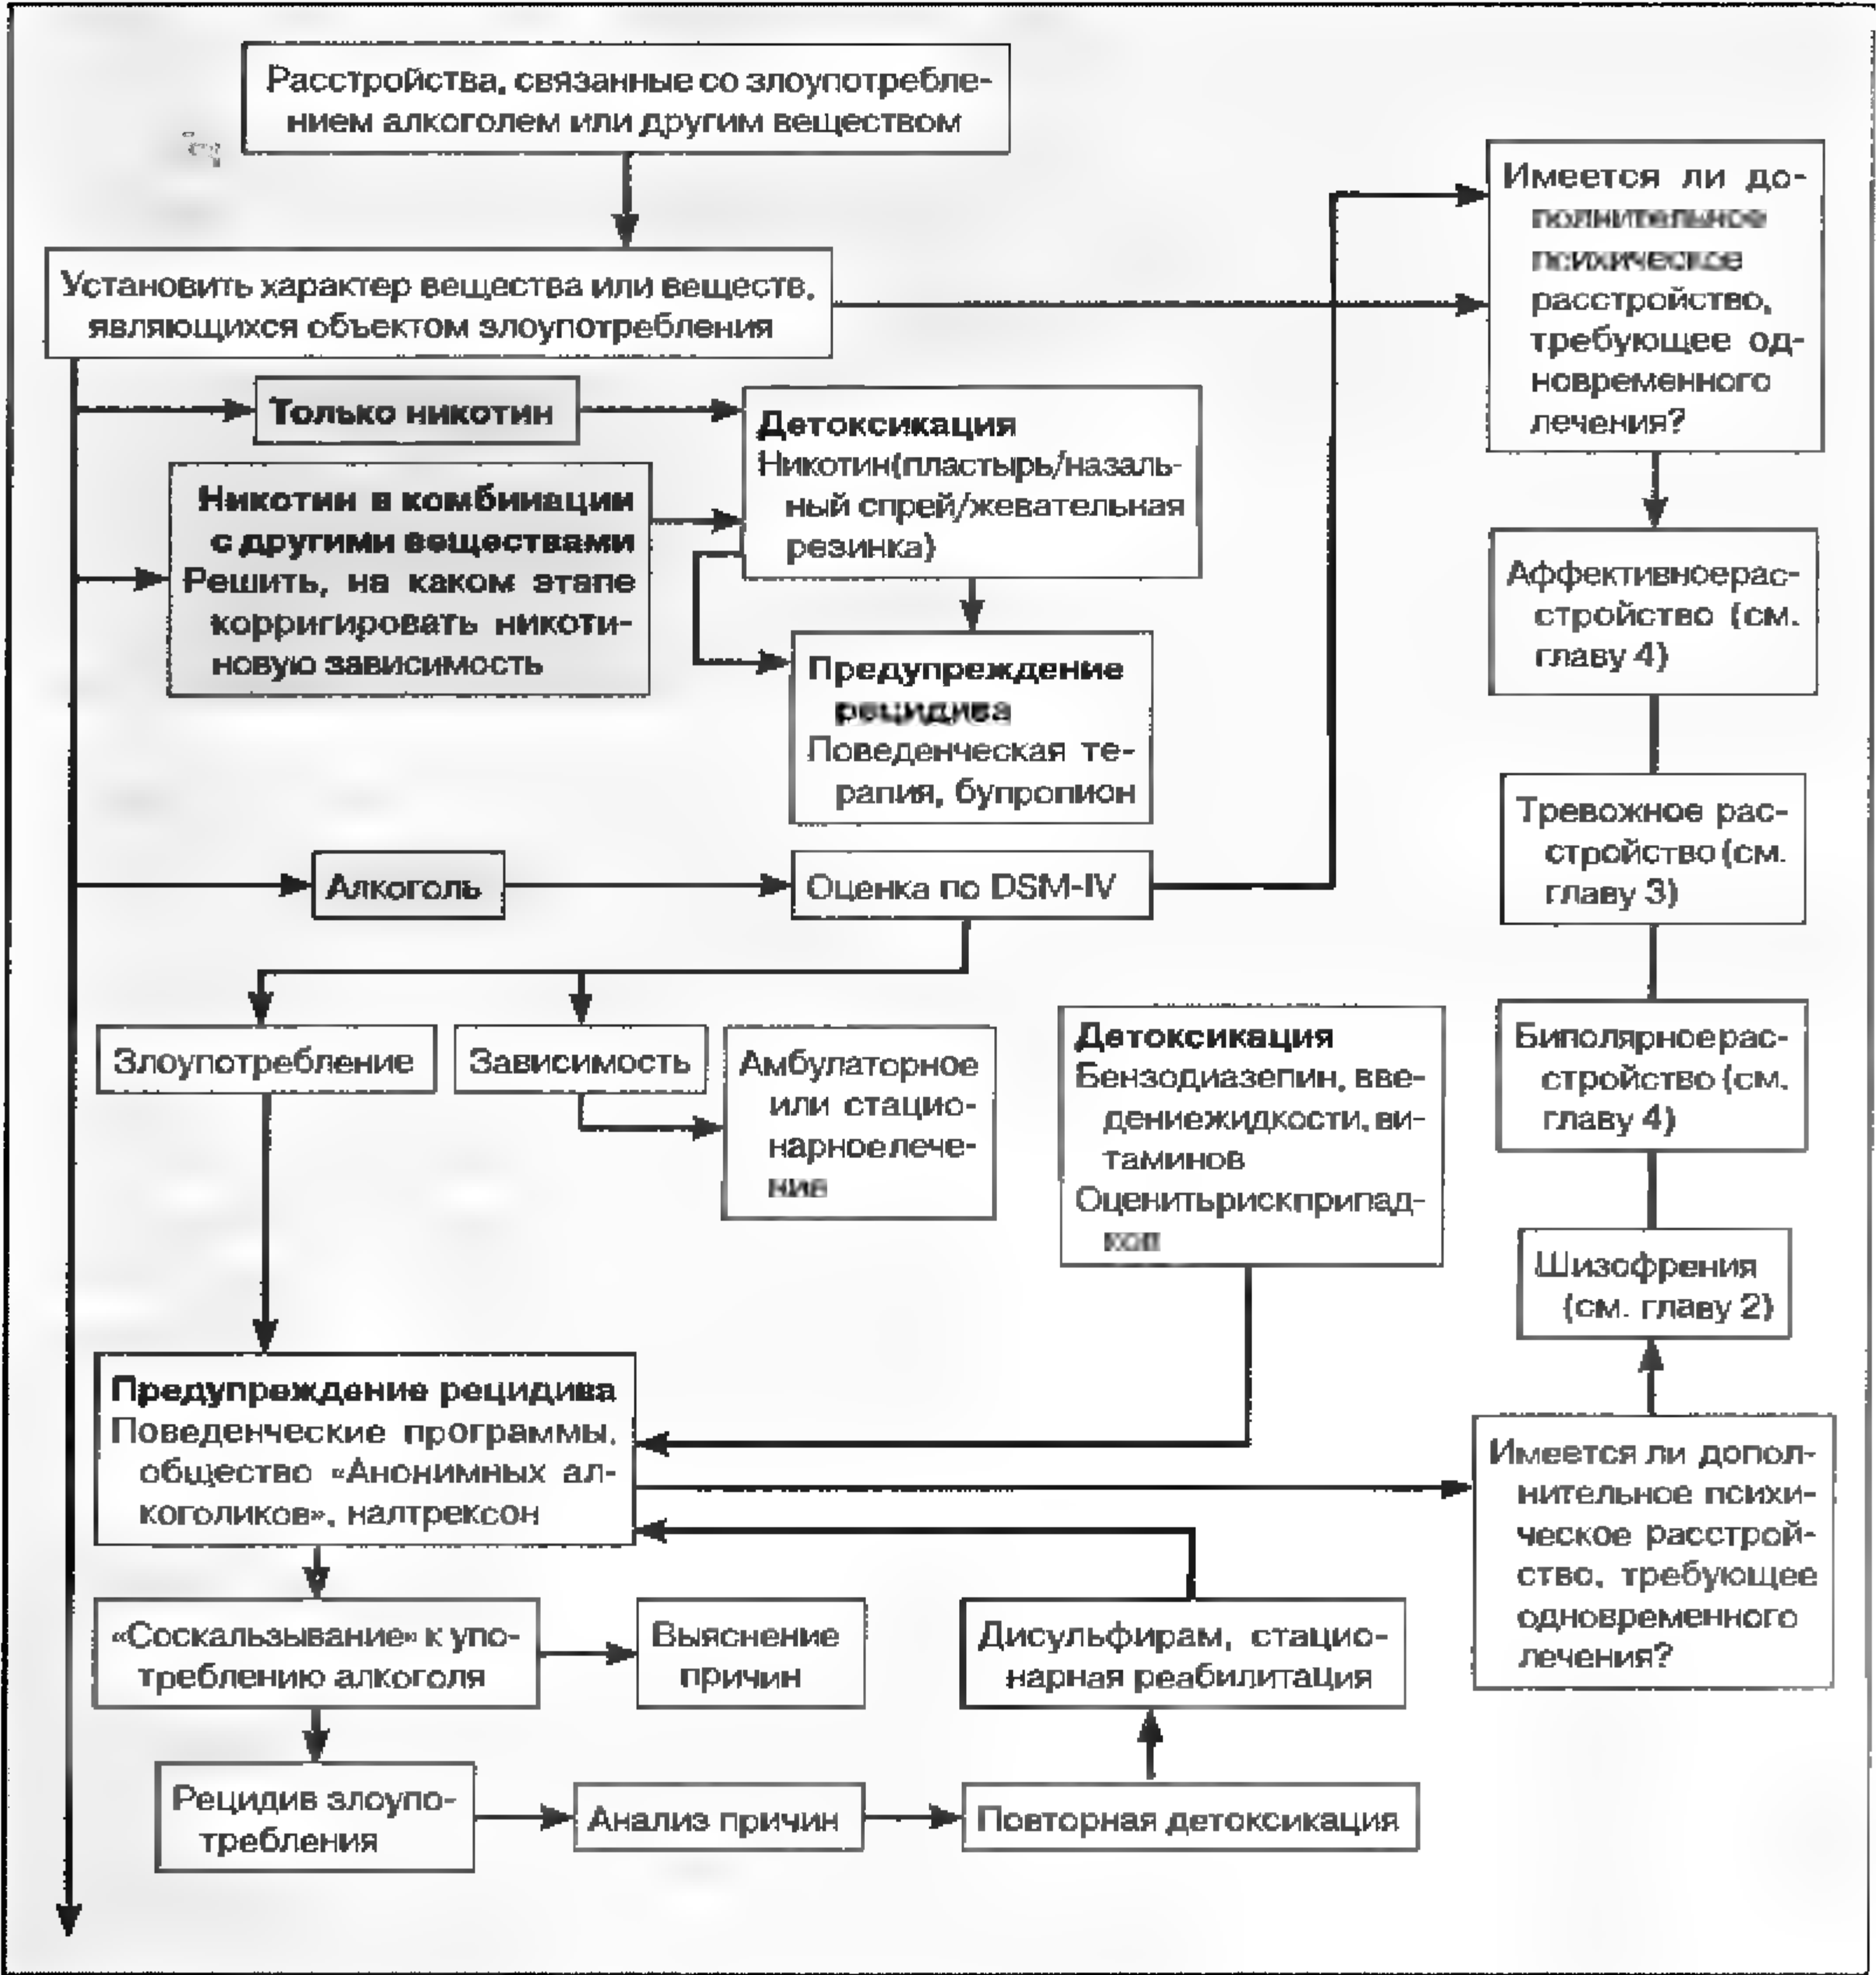 Расстройства, связанные со злоупотребле-
нием алкоголем или другим веществом
Установить характер вещества или веществ,
являющихся объектом злоупотребления
Имеется ли до-
полнительное
психическое
расстройство,
требующее од-
новременного
лечения?
Только никотин
Детоксикация
Никотин(пластырь/назаль-
ный спрей/жевательная
резинка)
Никотин в комбинации
с другими веществами
Решить, на каком этапе
корригировать никоти-
новую зависимость
Предупреждение
рецидива
Поведенческая те-
рапия, бупропион
Аффективноерас-
стройство (см.
главу 4)
Тревожное рас-
стройство (см.
главу 3)
Алкоголь
Оценка по DSM-IV
Злоупотребление
Зависимость
Амбулаторное
или стацио-
нарноелече-
ние
Детоксикация
Бензодиазепин, вве-
дениежидкости, ви-
таминов
Оценитьрискприпад-
ков
Биполярноерас-
стройство (см.
главу 4)
Шизофрения
(см. главу 2)
Предупреждение рецидива
Поведенческие программы,
общество «Анонимных ал-
коголиков», налтрексон
Имеется ли допол-
нительное психи-
ческое расстрой-
ство, требующее
одновременного
лечения?
«Соскальзывание» к упо-
треблению алкоголя
Выяснение
причин
Дисульфирам, стацио-
нарная реабилитация
Рецидив злоупо-
требления
Анализ причин
Повторная детоксикация